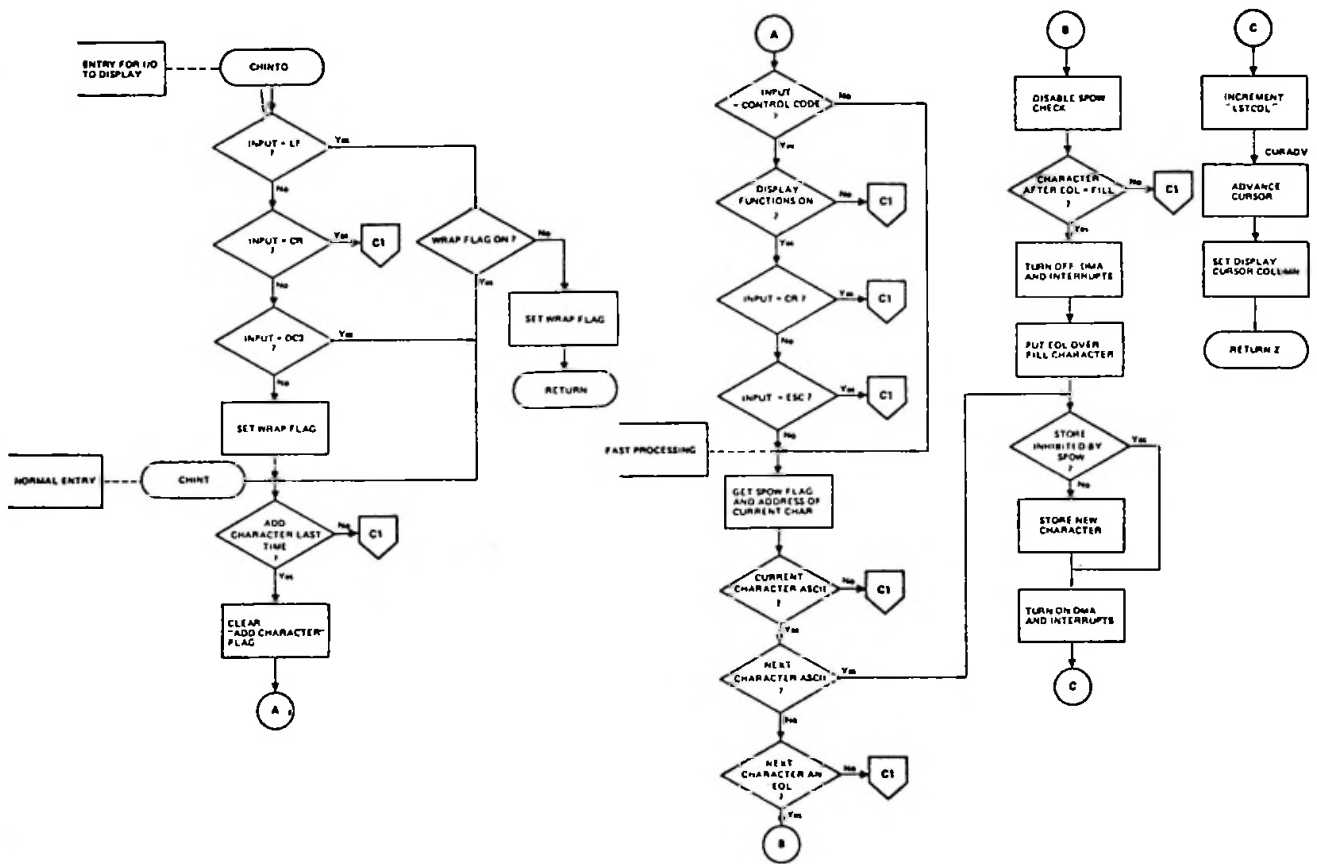 ENTRY FOR I/O
TO DISPLAY
CHINTO
INPUT = LF
?
Yes
No
INPUT = CR
?
Yes
C1
No
INPUT = DC3
?
Yes
No
SET WRAP FLAG
WRAP FLAG ON ?
No
Yes
SET WRAP FLAG
RETURN
NORMAL ENTRY
CHINT
ADD
CHARACTER LAST
TIME
?
No
C1
Yes
CLEAR
"ADD CHARACTER"
FLAG
A
A
INPUT
= CONTROL CODE
?
No
Yes
DISPLAY
FUNCTIONS ON
?
No
C1
Yes
INPUT = CR ?
Yes
C1
No
INPUT = ESC ?
Yes
C1
No
FAST PROCESSING
GET SPOW FLAG
AND ADDRESS OF
CURRENT CHAR
CURRENT
CHARACTER ASCII
?
No
C1
Yes
NEXT
CHARACTER ASCII
?
Yes
No
NEXT
CHARACTER AN
EOL
?
No
C1
Yes
B
B
DISABLE SPOW
CHECK
CHARACTER
AFTER EOL = FILL
?
No
C1
Yes
TURN OFF DMA
AND INTERRUPTS
PUT EOL OVER
FILL CHARACTER
STORE
INHIBITED BY
SPOW
?
Yes
No
STORE NEW
CHARACTER
TURN ON DMA
AND INTERRUPTS
C
C
INCREMENT
"LSTCOL"
CURADV
ADVANCE
CURSOR
SET DISPLAY
CURSOR COLUMN
RETURN Z